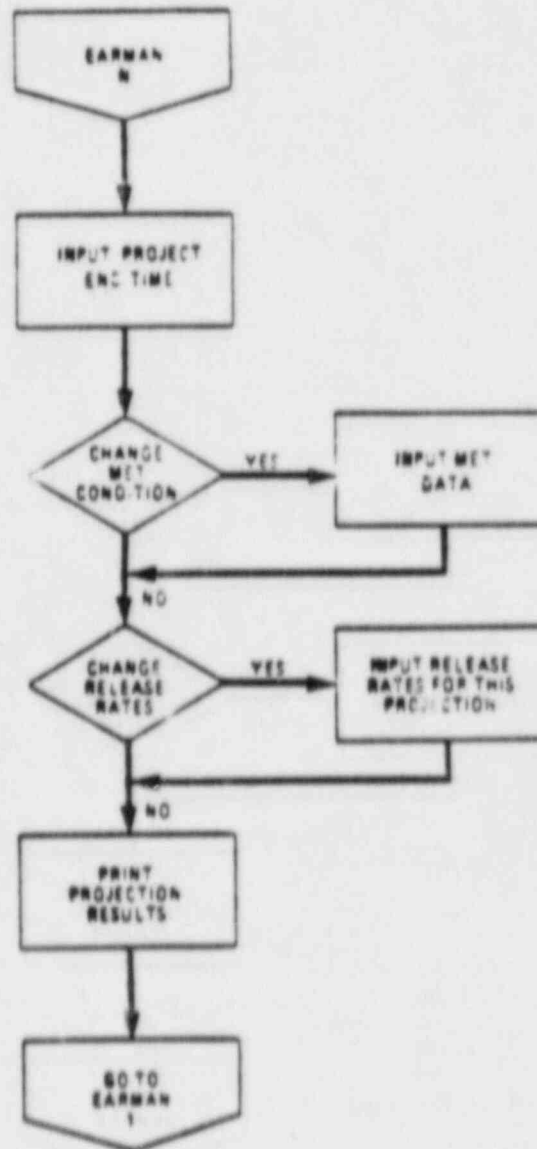 EARMAN
N
INPUT PROJECT
END TIME
CHANGE
MET
CONDITION
YES
INPUT MET
DATA
NO
CHANGE
RELEASE
RATES
YES
INPUT RELEASE
RATES FOR THIS
PROJECTION
NO
PRINT
PROJECTION
RESULTS
GO TO
EARMAN
1